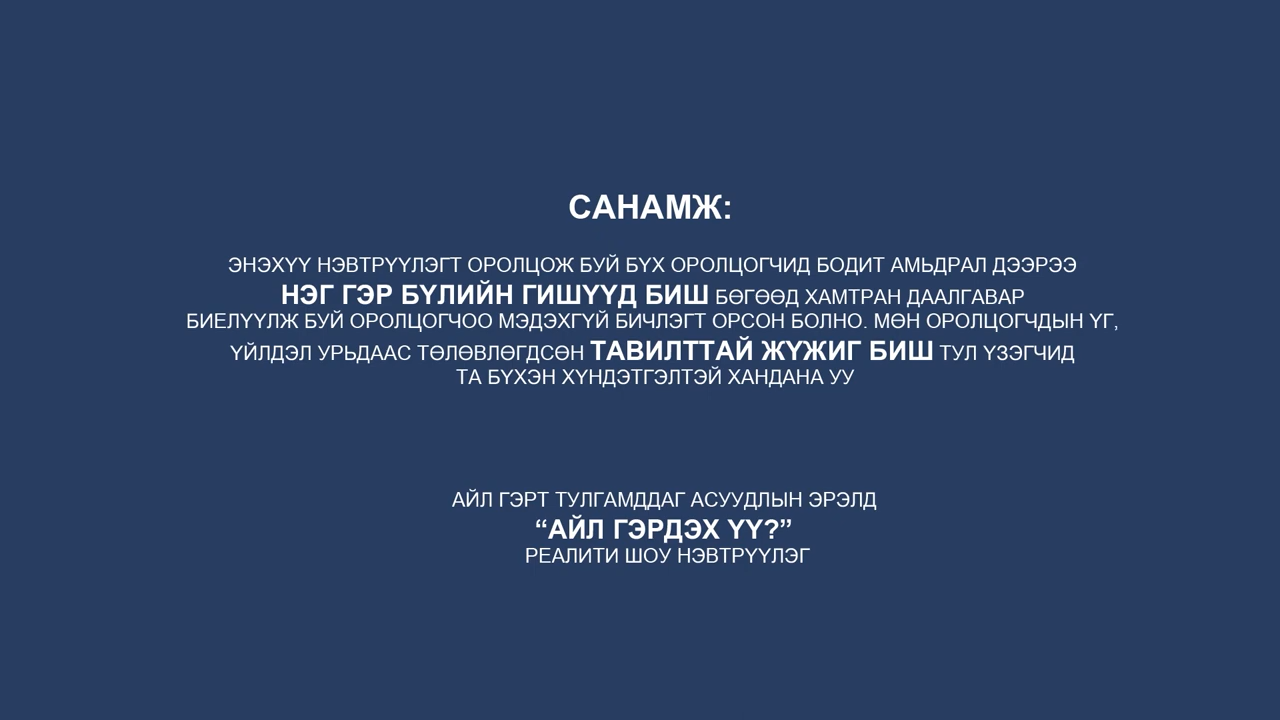 САНАМЖ:
ЭНЭХҮҮ НЭВТРҮҮЛЭГТ ОРОЛЦОЖ БУЙ БҮХ ОРОЛЦОГЧИД БОДИТ АМЬДРАЛ ДЭЭРЭЭ
НЭГ ГЭР БҮЛИЙН ГИШҮҮД БИШ БӨГӨӨД ХАМТРАН ДААЛГАВАР
БИЕЛҮҮЛЖ БУЙ ОРОЛЦОГЧОО МЭДЭХГҮЙ БИЧЛЭГТ ОРСОН БОЛНО. МӨН ОРОЛЦОГЧДЫН ҮГ,
ҮЙЛДЭЛ УРЬДААС ТӨЛӨВЛӨГДСӨН ТАВИЛТТАЙ ЖҮЖИГ БИШ ТУЛ ҮЗЭГЧИД
ТА БҮХЭН ХҮНДЭТГЭЛТЭЙ ХАНДАНА УУ
АЙЛ ГЭРТ ТУЛГАМДДАГ АСУУДЛЫН ЭРЭЛД
“АЙЛ ГЭРДЭХ ҮҮ?”
РЕАЛИТИ ШОУ НЭВТРҮҮЛЭГ